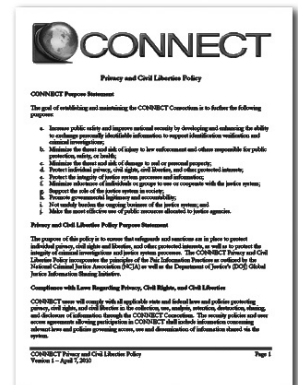 CONNECT
Privacy and Civil Liberties Policy
CONNECT Purpose Statement
The goal of establishing and maintaining the CONNECT Consortium is to further the following
purposes:
a. Increase public safety and improve national security by developing and enhancing the ability
to exchange personally identifiable information to support identification verification and
criminal investigations;
b. Minimize the threat and risk of injury to law enforcement and others responsible for public
protection, safety, or health;
c. Minimize the threat and risk of damage to real or personal property;
d. Protect individual privacy, civil rights, civil liberties, and other protected interests;
e. Protect the integrity of justice system processes and information;
f. Minimize reluctance of individuals or groups to use or cooperate with the justice system;
g. Support the role of the justice system in society;
h. Promote governmental legitimacy and accountability;
i. Not unduly burden the ongoing business of the justice system; and
j. Make the most effective use of public resources allocated to justice agencies.
Privacy and Civil Liberties Policy Purpose Statement
The purpose of this policy is to ensure that safeguards and sanctions are in place to protect
individual privacy, civil rights and liberties, and other protected interests, as well as to protect the
integrity of criminal investigations and justice system processes. The CONNECT Privacy and Civil
Liberties Policy incorporates the principles of the Fair Information Practices as outlined by the
National Criminal Justice Association (NCJA) as well as the Department of Justice's (DOJ) Global
Justice Information Sharing Initiative.
Compliance with Laws Regarding Privacy, Civil Rights, and Civil Liberties
CONNECT users will comply with all applicable state and federal laws and policies protecting
privacy, civil rights, and civil liberties in the collection, use, analysis, retention, destruction, sharing,
and disclosure of information through the CONNECT Consortium. The security policies and user
access agreements allowing participation in CONNECT shall include information concerning
relevant laws and policies governing access, use and dissemination of information shared via the
system.
CONNECT Privacy and Civil Liberties Policy Page 1
Version 1 – April 7, 2010